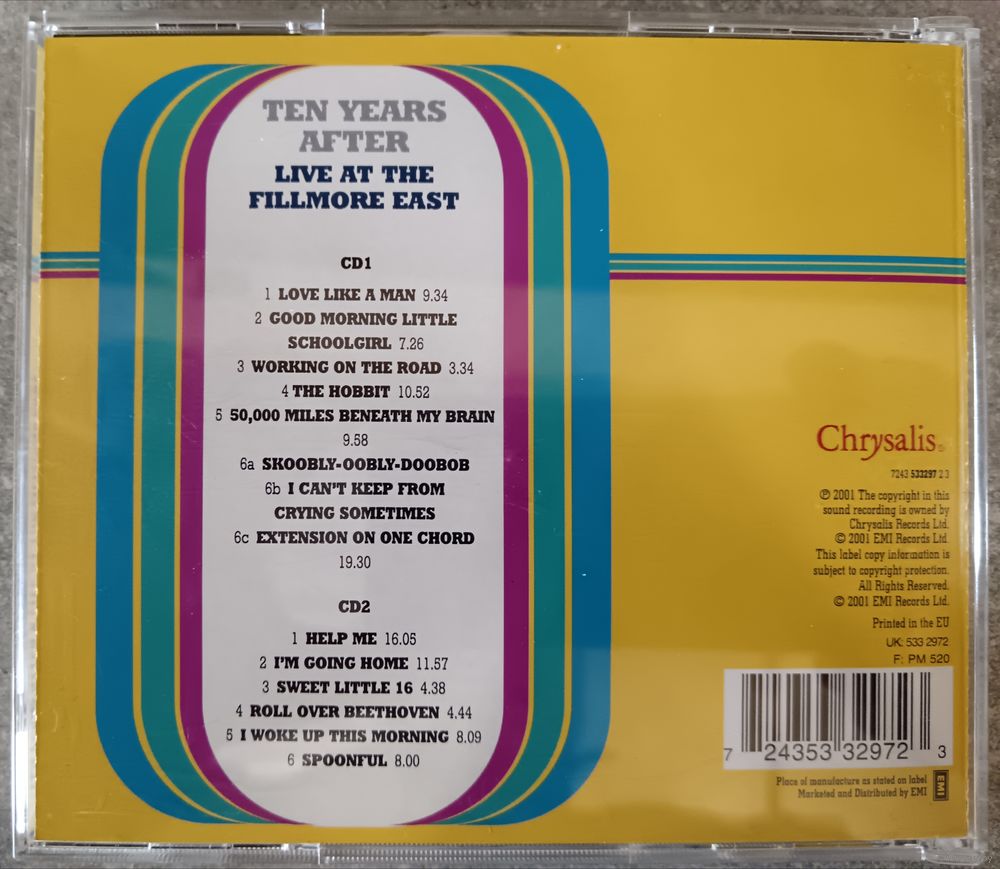 TEN YEARS
AFTER
LIVE AT THE
FILLMORE EAST
CD1
1 LOVE LIKE A MAN 9.34
2 GOOD MORNING LITTLE
SCHOOLGIRL 7.26
3 WORKING ON THE ROAD 3.34
4 THE HOBBIT 10.52
5 50,000 MILES BENEATH MY BRAIN
9.58
6a SKOOBLY-OOBLY-DOOBOB
6b I CAN'T KEEP FROM
CRYING SOMETIMES
6c EXTENSION ON ONE CHORD
19.30
CD2
1 HELP ME 16.05
2 I'M GOING HOME 11.57
3 SWEET LITTLE 16 4.38
4 ROLL OVER BEETHOVEN 4.44
5 I WOKE UP THIS MORNING 8.09
6 SPOONFUL 8.00
Chrysalis®
7243 533297 2 3
℗ 2001 The copyright in this
sound recording is owned by
Chrysalis Records Ltd.
© 2001 EMI Records Ltd.
This label copy information is
subject to copyright protection.
All Rights Reserved.
© 2001 EMI Records Ltd.
Printed in the EU
UK: 533 2972
F: PM 520
7 24353 32972 3
Place of manufacture as stated on label
Marketed and Distributed by EMI
EMI